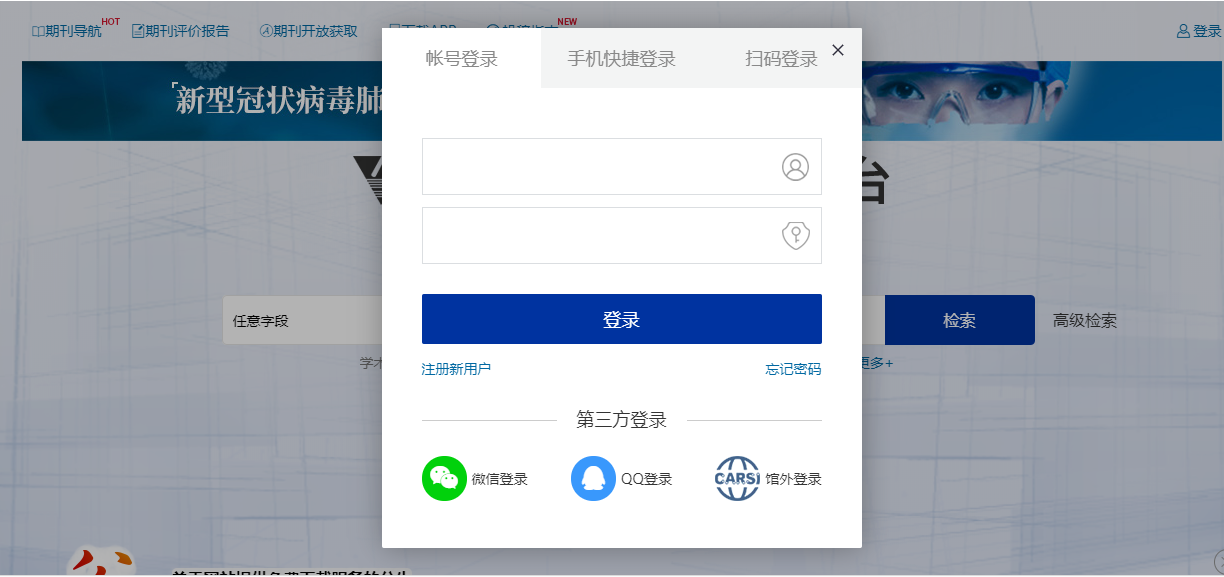 期刊导航 HOT 期刊评价报告 期刊开放获取 NEW 登录
帐号登录 手机快捷登录 扫码登录
新型冠状病毒肺
台
登录
任意字段 检索 高级检索
学术 更多+
注册新用户 忘记密码
第三方登录
微信登录 QQ登录 CARSI 馆外登录